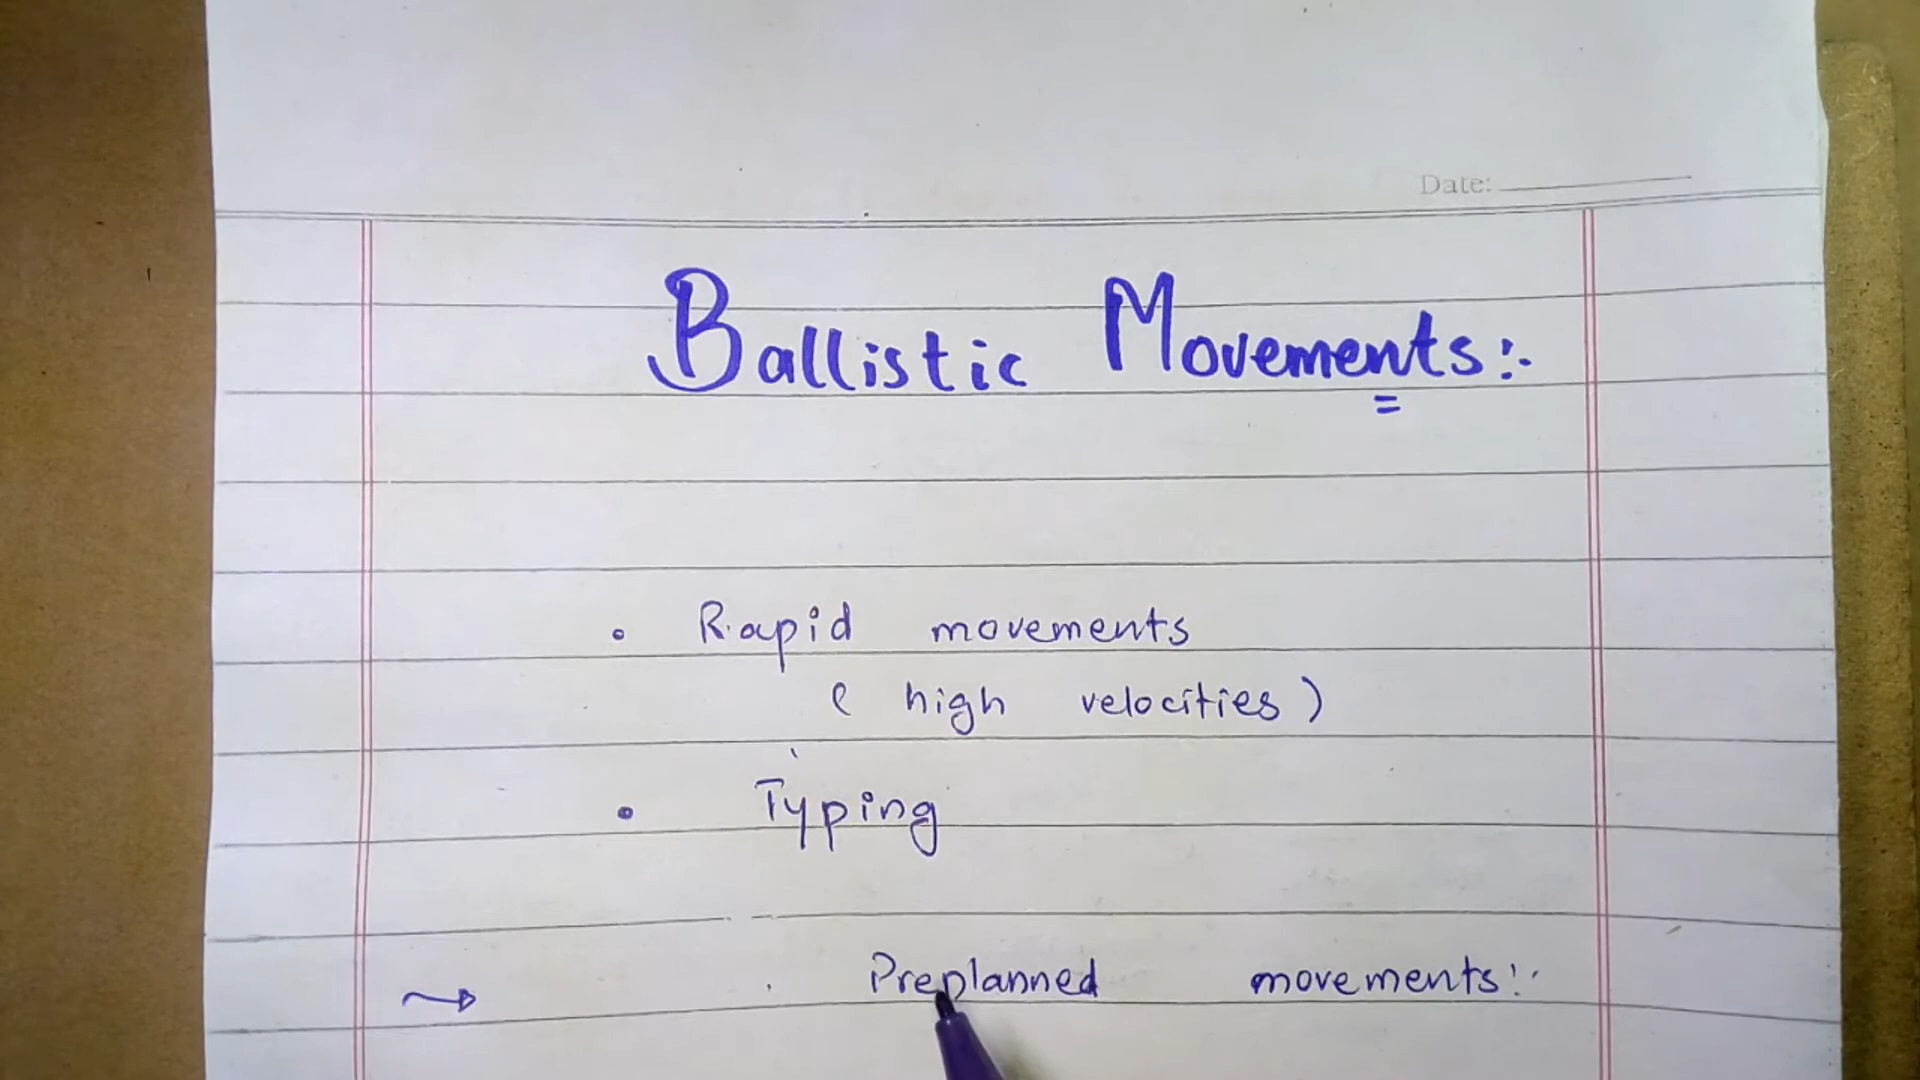 Date:
Ballistic Movements:-
• Rapid movements
( high velocities )
• Typing
→ Preplanned movements:-